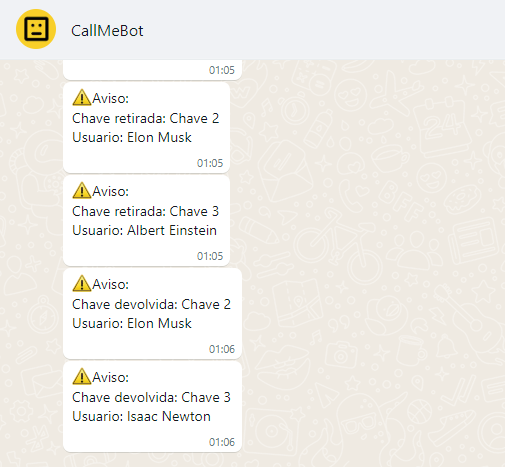 CallMeBot
01:05
⚠️Aviso:
Chave retirada: Chave 2
Usuario: Elon Musk
01:05
⚠️Aviso:
Chave retirada: Chave 3
Usuario: Albert Einstein
01:05
⚠️Aviso:
Chave devolvida: Chave 2
Usuario: Elon Musk
01:06
⚠️Aviso:
Chave devolvida: Chave 3
Usuario: Isaac Newton
01:06